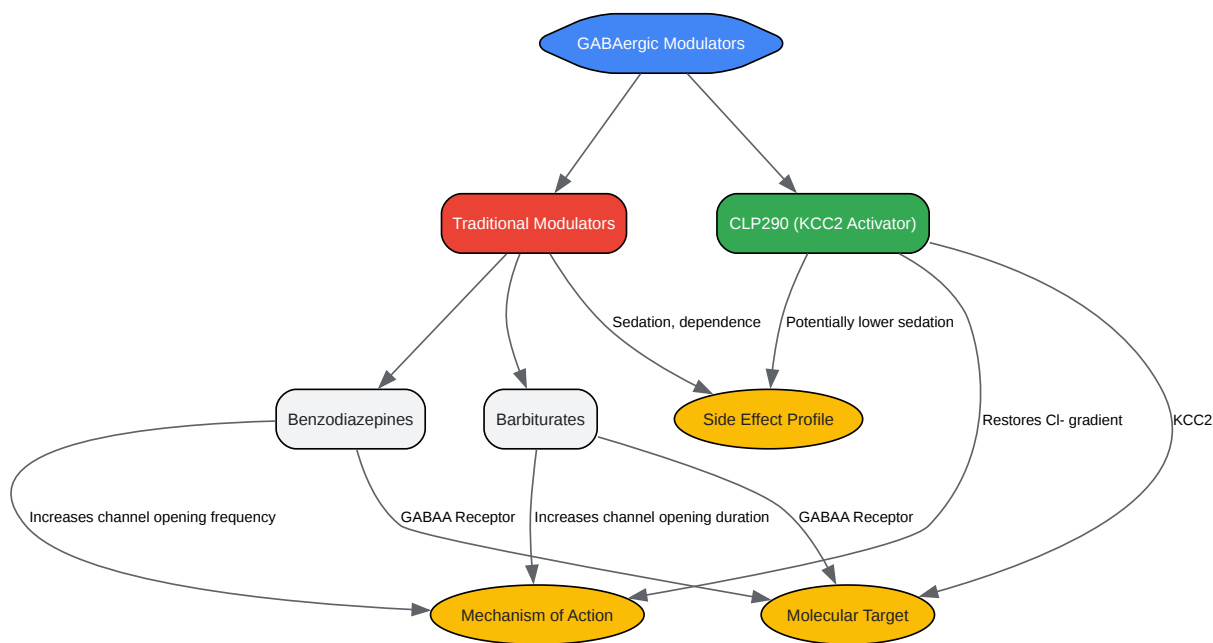 GABAergic Modulators
Traditional Modulators
CLP290 (KCC2 Activator)
Sedation, dependence
Potentially lower sedation
Benzodiazepines
Barbiturates
Side Effect Profile
Restores Cl- gradient
KCC2
Increases channel opening frequency
GABAA Receptor
Increases channel opening duration
GABAA Receptor
Mechanism of Action
Molecular Target